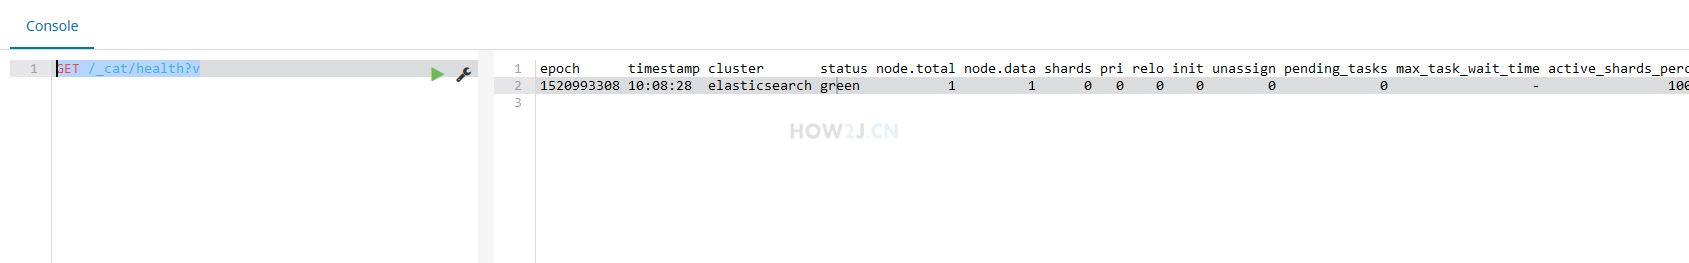 Console
1 GET /_cat/health?v
1 epoch timestamp cluster status node.total node.data shards pri relo init unassign pending_tasks max_task_wait_time active_shards_perc
2 1520993308 10:08:28 elasticsearch green 1 1 0 0 0 0 0 0 - 100
3
HOW2J.CN